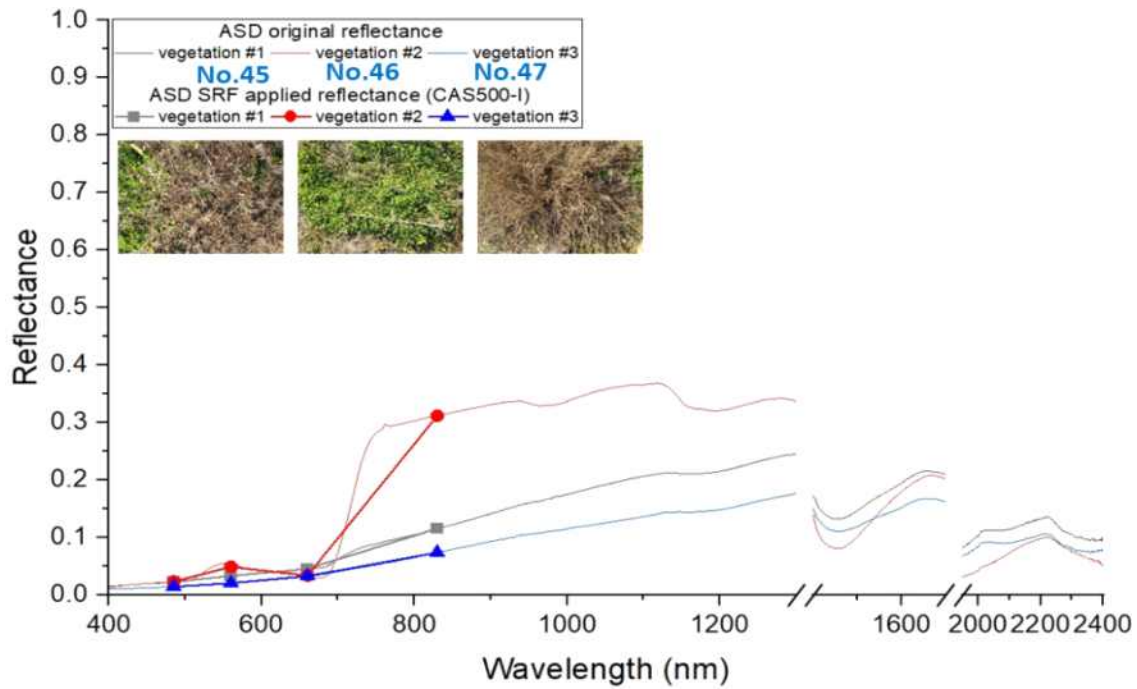 ASD original reflectance
vegetation #1 vegetation #2 vegetation #3
No.45 No.46 No.47
ASD SRF applied reflectance (CAS500-I)
vegetation #1 vegetation #2 vegetation #3
1.0
0.9
0.8
0.7
0.6
0.5
0.4
0.3
0.2
0.1
0.0
Reflectance
400 600 800 1000 1200 1600 2000 2200 2400
Wavelength (nm)